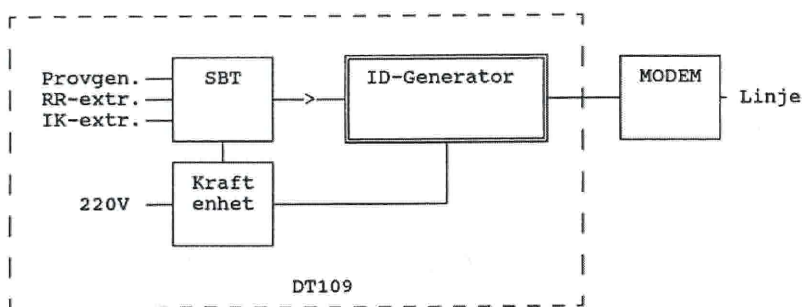 Provgen.
RR-extr.
IK-extr.
SBT
ID-Generator
MODEM
Linje
220V
Kraft
enhet
DT109